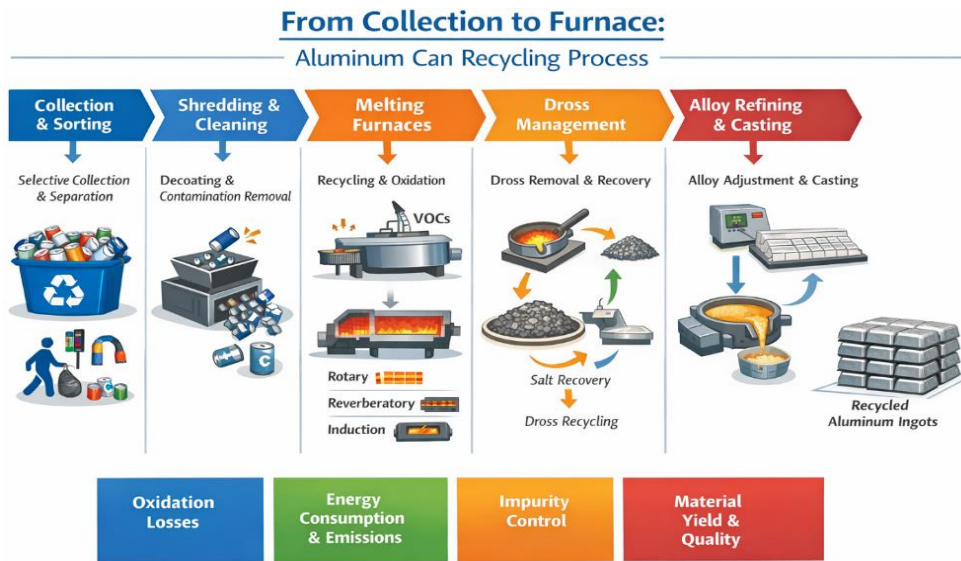 From Collection to Furnace:
Aluminum Can Recycling Process
Collection
& Sorting
Shredding &
Cleaning
Melting
Furnaces
Dross
Management
Alloy Refining
& Casting
Selective Collection
& Separation
Decoating &
Contamination Removal
Recycling & Oxidation
VOCs
Rotary
Reverberatory
Induction
Dross Removal & Recovery
Salt Recovery
Dross Recycling
Alloy Adjustment & Casting
Recycled
Aluminum Ingots
C
C
Oxidation
Losses
Energy
Consumption
& Emissions
Impurity
Control
Material
Yield &
Quality